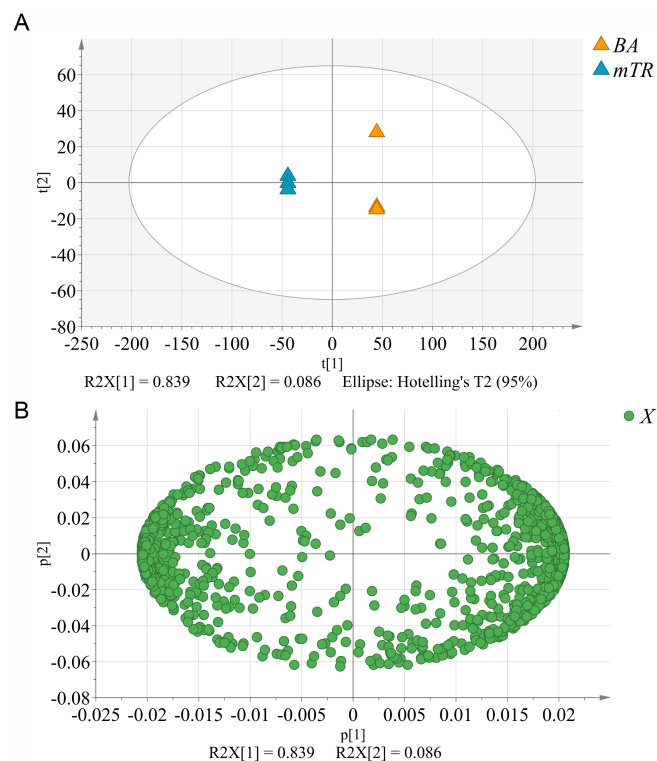 A
BA
mTR
60
40
20
0
-20
-40
-60
-80
t[2]
-250 -200 -150 -100 -50 0 50 100 150 200
t[1]
R2X[1] = 0.839 R2X[2] = 0.086 Ellipse: Hotelling's T2 (95%)
B
X
0.06
0.04
0.02
0
-0.02
-0.04
-0.06
-0.08
p[2]
-0.025 -0.02 -0.015 -0.01 -0.005 0 0.005 0.01 0.015 0.02
p[1]
R2X[1] = 0.839 R2X[2] = 0.086